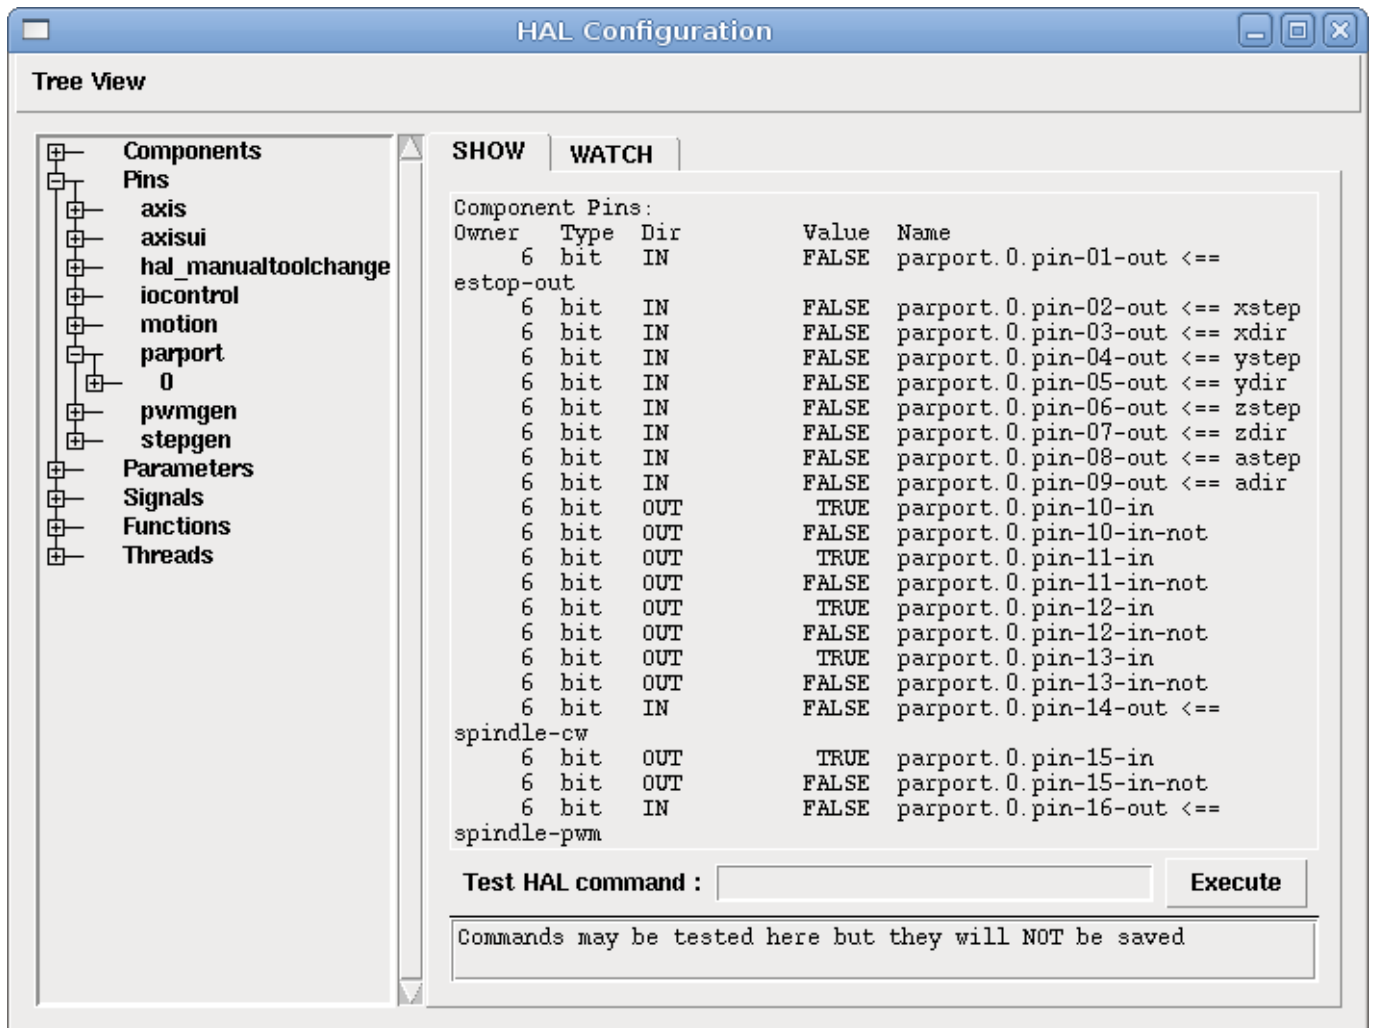 HAL Configuration
Tree View
Components
Pins
axis
axisui
hal_manualtoolchange
iocontrol
motion
parport
0
pwmgen
stepgen
Parameters
Signals
Functions
Threads
SHOW WATCH
Component Pins:
Owner Type Dir Value Name
6 bit IN FALSE parport.0.pin-01-out <==
estop-out
6 bit IN FALSE parport.0.pin-02-out <== xstep
6 bit IN FALSE parport.0.pin-03-out <== xdir
6 bit IN FALSE parport.0.pin-04-out <== ystep
6 bit IN FALSE parport.0.pin-05-out <== ydir
6 bit IN FALSE parport.0.pin-06-out <== zstep
6 bit IN FALSE parport.0.pin-07-out <== zdir
6 bit IN FALSE parport.0.pin-08-out <== astep
6 bit IN FALSE parport.0.pin-09-out <== adir
6 bit OUT TRUE parport.0.pin-10-in
6 bit OUT FALSE parport.0.pin-10-in-not
6 bit OUT TRUE parport.0.pin-11-in
6 bit OUT FALSE parport.0.pin-11-in-not
6 bit OUT TRUE parport.0.pin-12-in
6 bit OUT FALSE parport.0.pin-12-in-not
6 bit OUT TRUE parport.0.pin-13-in
6 bit OUT FALSE parport.0.pin-13-in-not
6 bit IN FALSE parport.0.pin-14-out <==
spindle-cw
6 bit OUT TRUE parport.0.pin-15-in
6 bit OUT FALSE parport.0.pin-15-in-not
6 bit IN FALSE parport.0.pin-16-out <==
spindle-pwm
Test HAL command : Execute
Commands may be tested here but they will NOT be saved